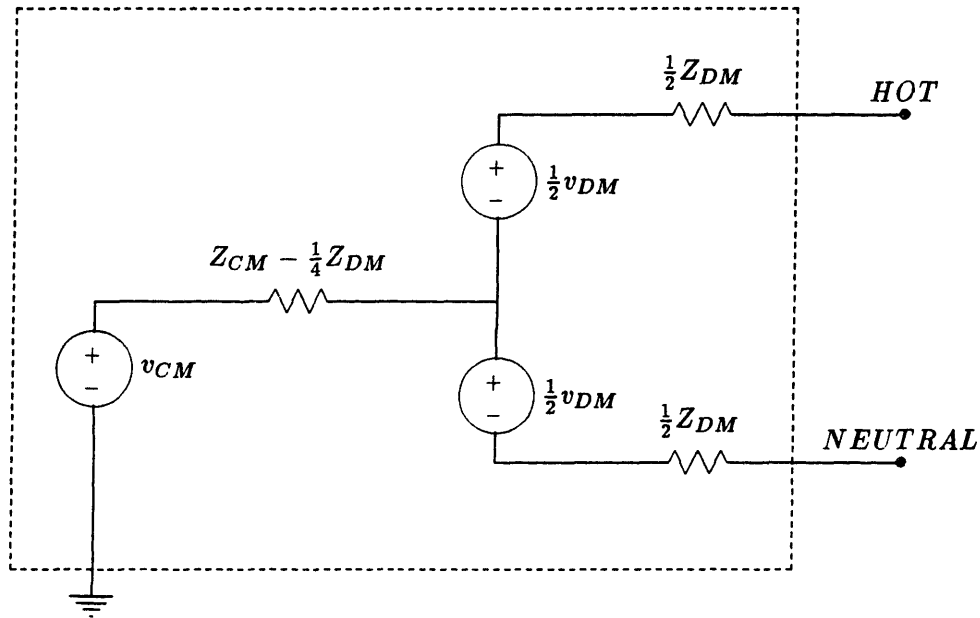 ½Z_DM
HOT
+
−
½v_DM
Z_CM − ¼Z_DM
+
−
v_CM
+
−
½v_DM
½Z_DM
NEUTRAL